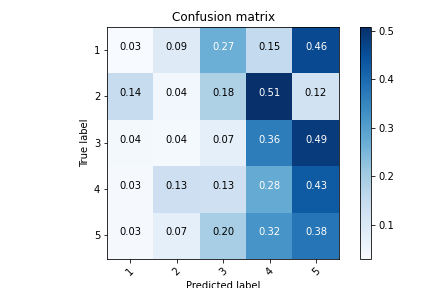 Confusion matrix
True label
1 0.03 0.09 0.27 0.15 0.46
2 0.14 0.04 0.18 0.51 0.12
3 0.04 0.04 0.07 0.36 0.49
4 0.03 0.13 0.13 0.28 0.43
5 0.03 0.07 0.20 0.32 0.38
1 2 3 4 5
Predicted label
0.5
0.4
0.3
0.2
0.1